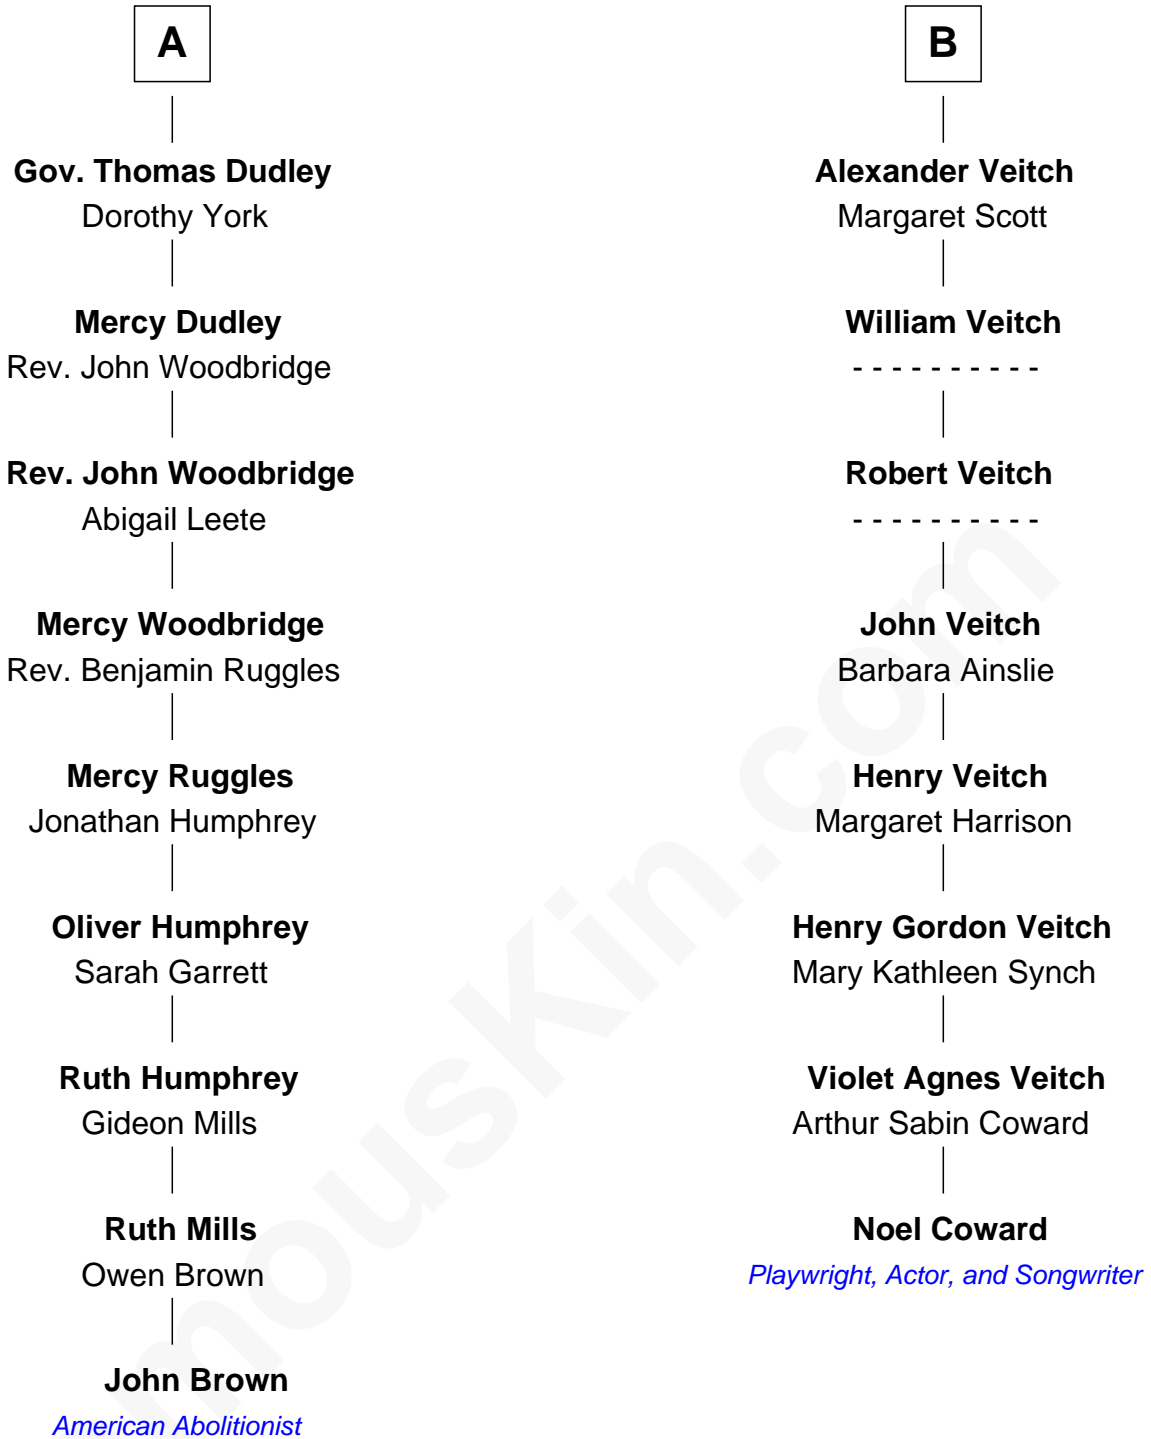 A
Gov. Thomas Dudley
Dorothy York
Mercy Dudley
Rev. John Woodbridge
Rev. John Woodbridge
Abigail Leete
Mercy Woodbridge
Rev. Benjamin Ruggles
Mercy Ruggles
Jonathan Humphrey
Oliver Humphrey
Sarah Garrett
Ruth Humphrey
Gideon Mills
Ruth Mills
Owen Brown
John Brown
American Abolitionist
B
Alexander Veitch
Margaret Scott
William Veitch
- - - - - - - - - -
Robert Veitch
- - - - - - - - - -
John Veitch
Barbara Ainslie
Henry Veitch
Margaret Harrison
Henry Gordon Veitch
Mary Kathleen Synch
Violet Agnes Veitch
Arthur Sabin Coward
Noel Coward
Playwright, Actor, and Songwriter
mousKin.com